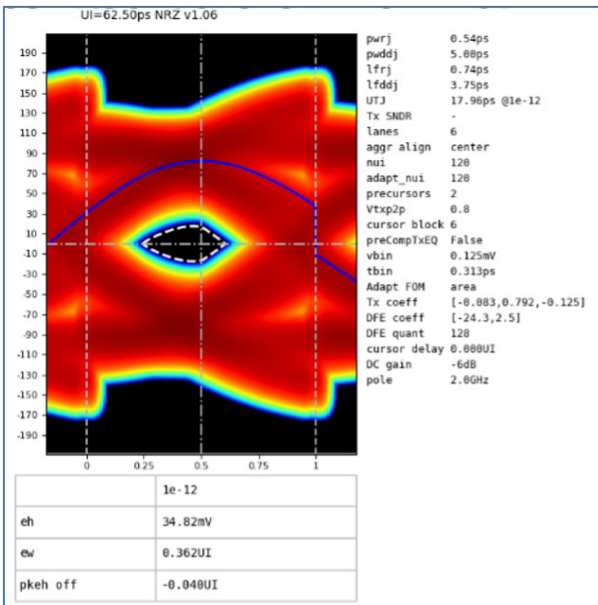 UI=62.50ps NRZ v1.06
190
170
150
130
110
90
70
50
30
10
-10
-30
-50
-70
-90
-110
-130
-150
-170
-190
0
0.25
0.5
0.75
1
pwrj 0.54ps
pwddj 5.00ps
lfrj 0.74ps
lfddj 3.75ps
UTJ 17.96ps @1e-12
Tx SNDR -
lanes 6
aggr align center
nui 120
adapt_nui 120
precursors 2
Vtxp2p 0.8
cursor block 6
preCompTxEQ False
vbin 0.125mV
tbin 0.313ps
Adapt FOM area
Tx coeff [-0.083,0.792,-0.125]
DFE coeff [-24.3,2.5]
DFE quant 128
cursor delay 0.000UI
DC gain -6dB
pole 2.0GHz
1e-12
eh 34.82mV
ew 0.362UI
pkeh off -0.040UI